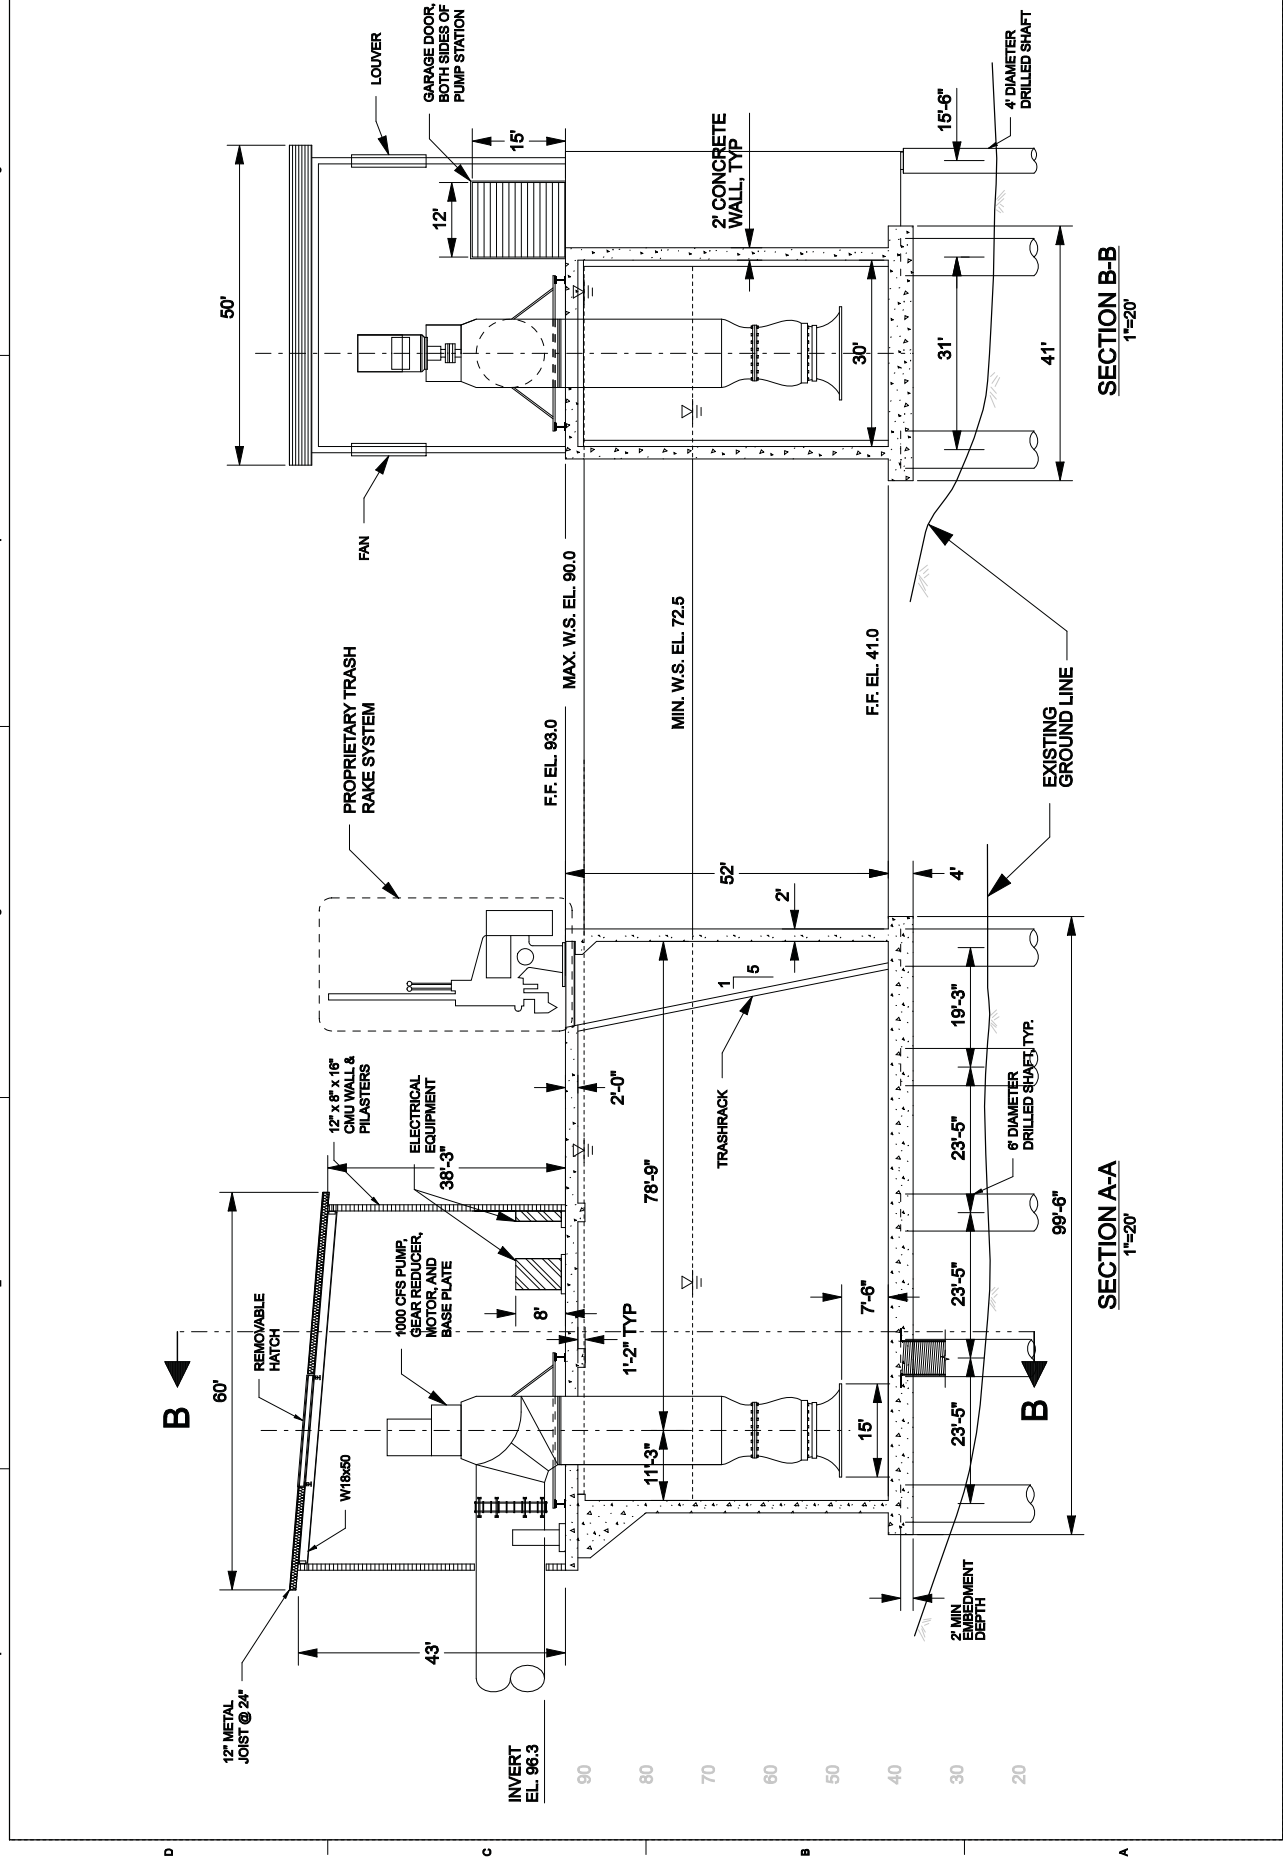 12" METAL
JOIST @ 24"
60'
REMOVABLE
HATCH
B
W18x50
43'
INVERT
EL. 96.3
1000 CFS PUMP,
GEAR REDUCER,
MOTOR, AND
BASE PLATE
8'
1'-2" TYP
12" x 8" x 16"
CMU WALL &
PILASTERS
ELECTRICAL
EQUIPMENT
38'-3"
2'-0"
PROPRIETARY TRASH
RAKE SYSTEM
F.F. EL. 93.0
MAX. W.S. EL. 90.0
MIN. W.S. EL. 72.5
F.F. EL. 41.0
11'-3"
78'-9"
TRASHRACK
1
5
52'
2'
4'
15'
7'-6"
2' MIN
EMBEDMENT
DEPTH
23'-5"
23'-5"
23'-5"
19'-3"
6' DIAMETER
DRILLED SHAFT, TYP.
99'-6"
B
SECTION A-A
1"=20'
EXISTING
GROUND LINE
50'
FAN
LOUVER
GARAGE DOOR,
BOTH SIDES OF
PUMP STATION
12'
15'
2' CONCRETE
WALL, TYP
30'
31'
15'-6"
4' DIAMETER
DRILLED SHAFT
41'
SECTION B-B
1"=20'
90
80
70
60
50
40
30
20
D
C
B
A